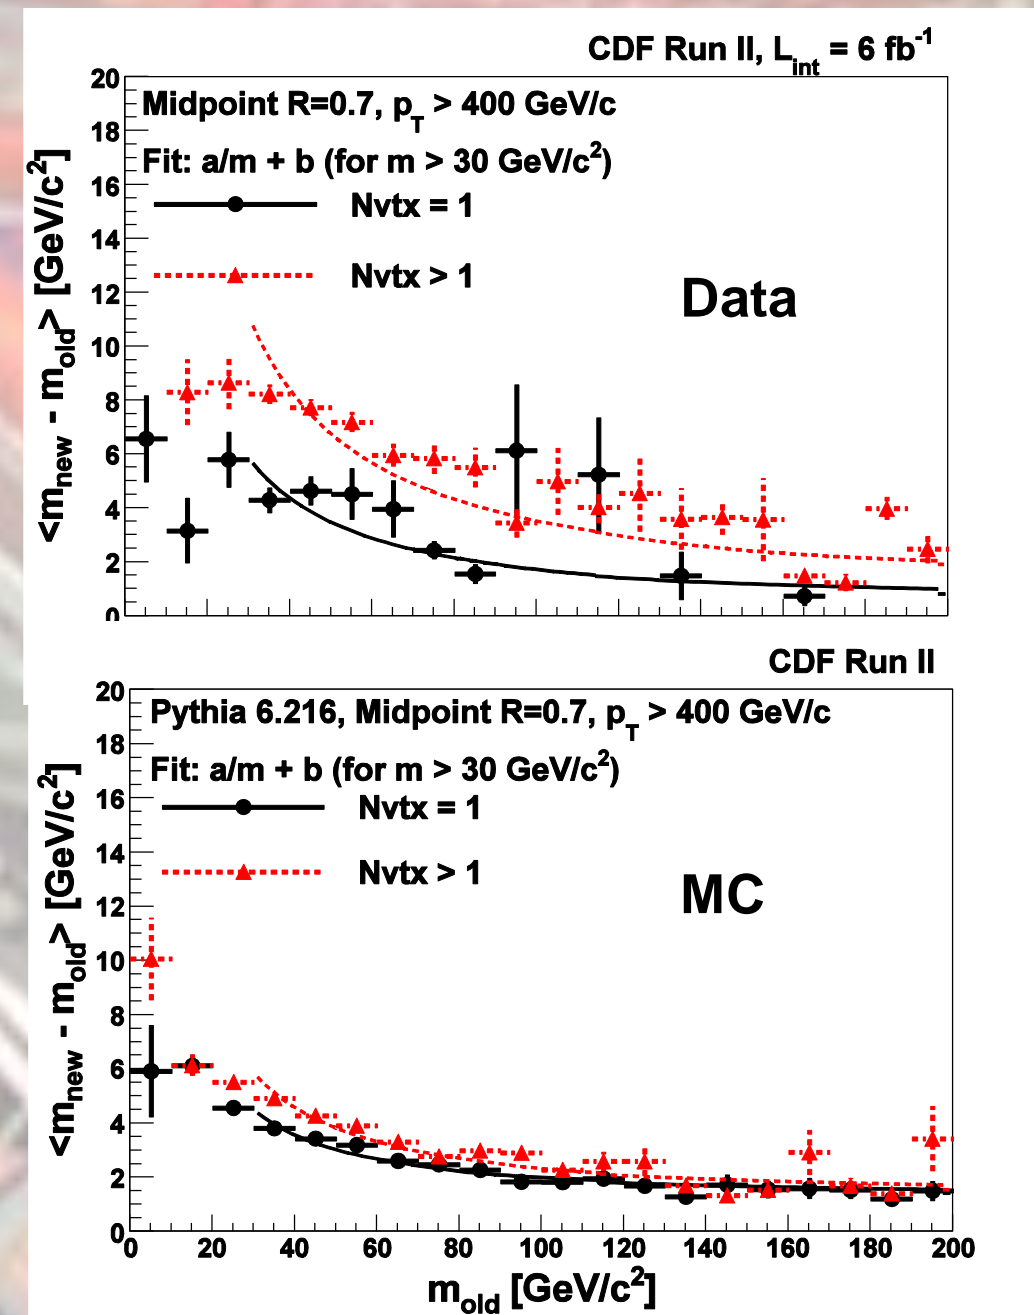 CDF Run II, L_int = 6 fb^-1
Midpoint R=0.7, p_T > 400 GeV/c
Fit: a/m + b (for m > 30 GeV/c^2)
Nvtx = 1
Nvtx > 1
Data
<m_new - m_old> [GeV/c^2]
20
18
16
14
12
10
8
6
4
2
0
CDF Run II
Pythia 6.216, Midpoint R=0.7, p_T > 400 GeV/c
Fit: a/m + b (for m > 30 GeV/c^2)
Nvtx = 1
Nvtx > 1
MC
<m_new - m_old> [GeV/c^2]
20
18
16
14
12
10
8
6
4
2
0
0 20 40 60 80 100 120 140 160 180 200
m_old [GeV/c^2]